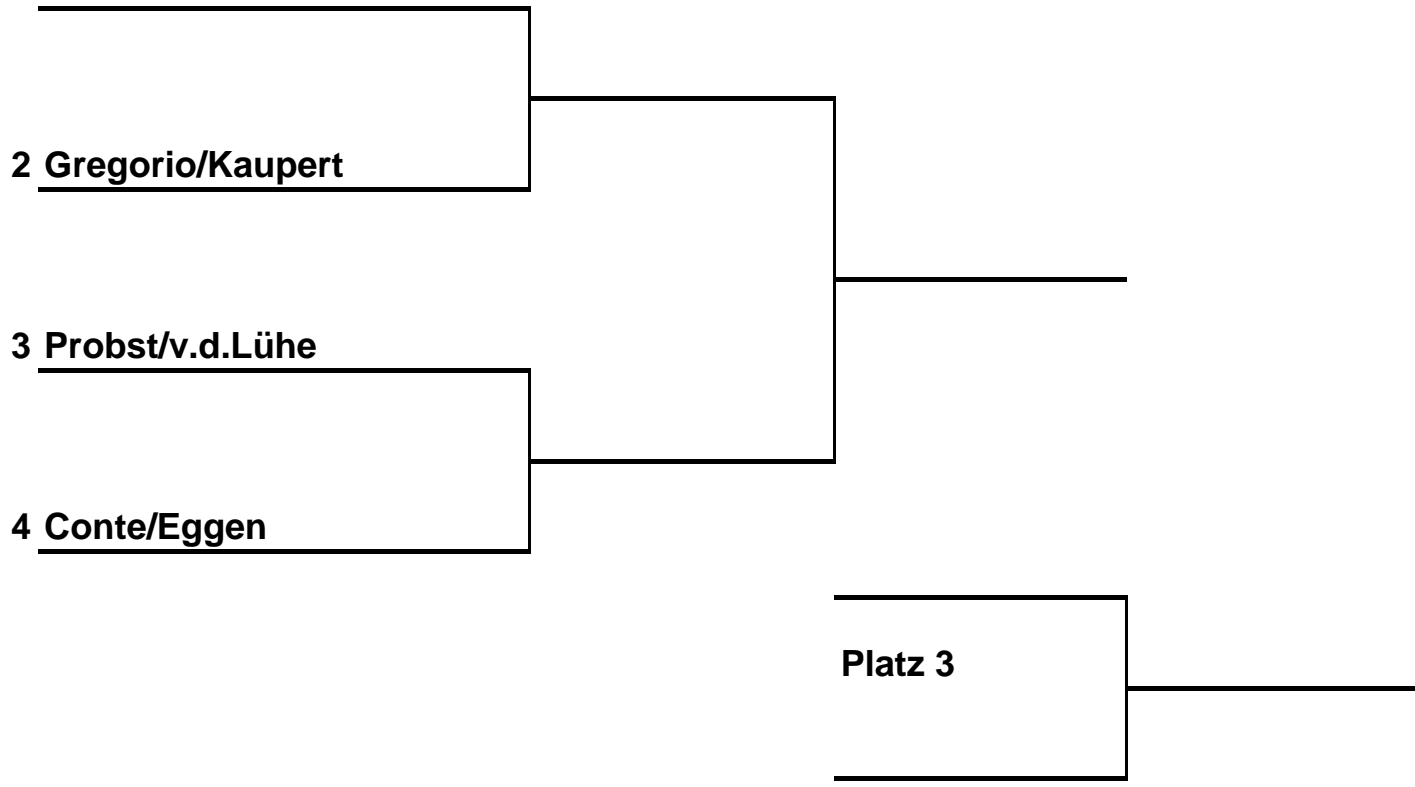 2 Gregorio/Kaupert
3 Probst/v.d.Lühe
4 Conte/Eggen
Platz 3